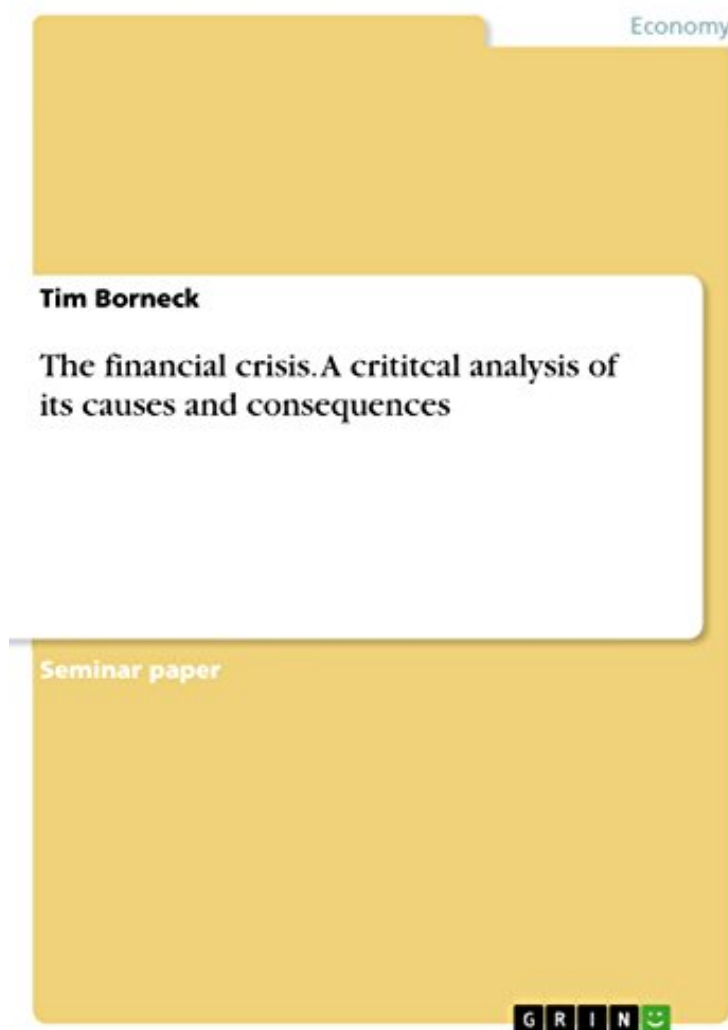 Economy
Tim Borneck
The financial crisis. A crititcal analysis of
its causes and consequences
Seminar paper
GRIN